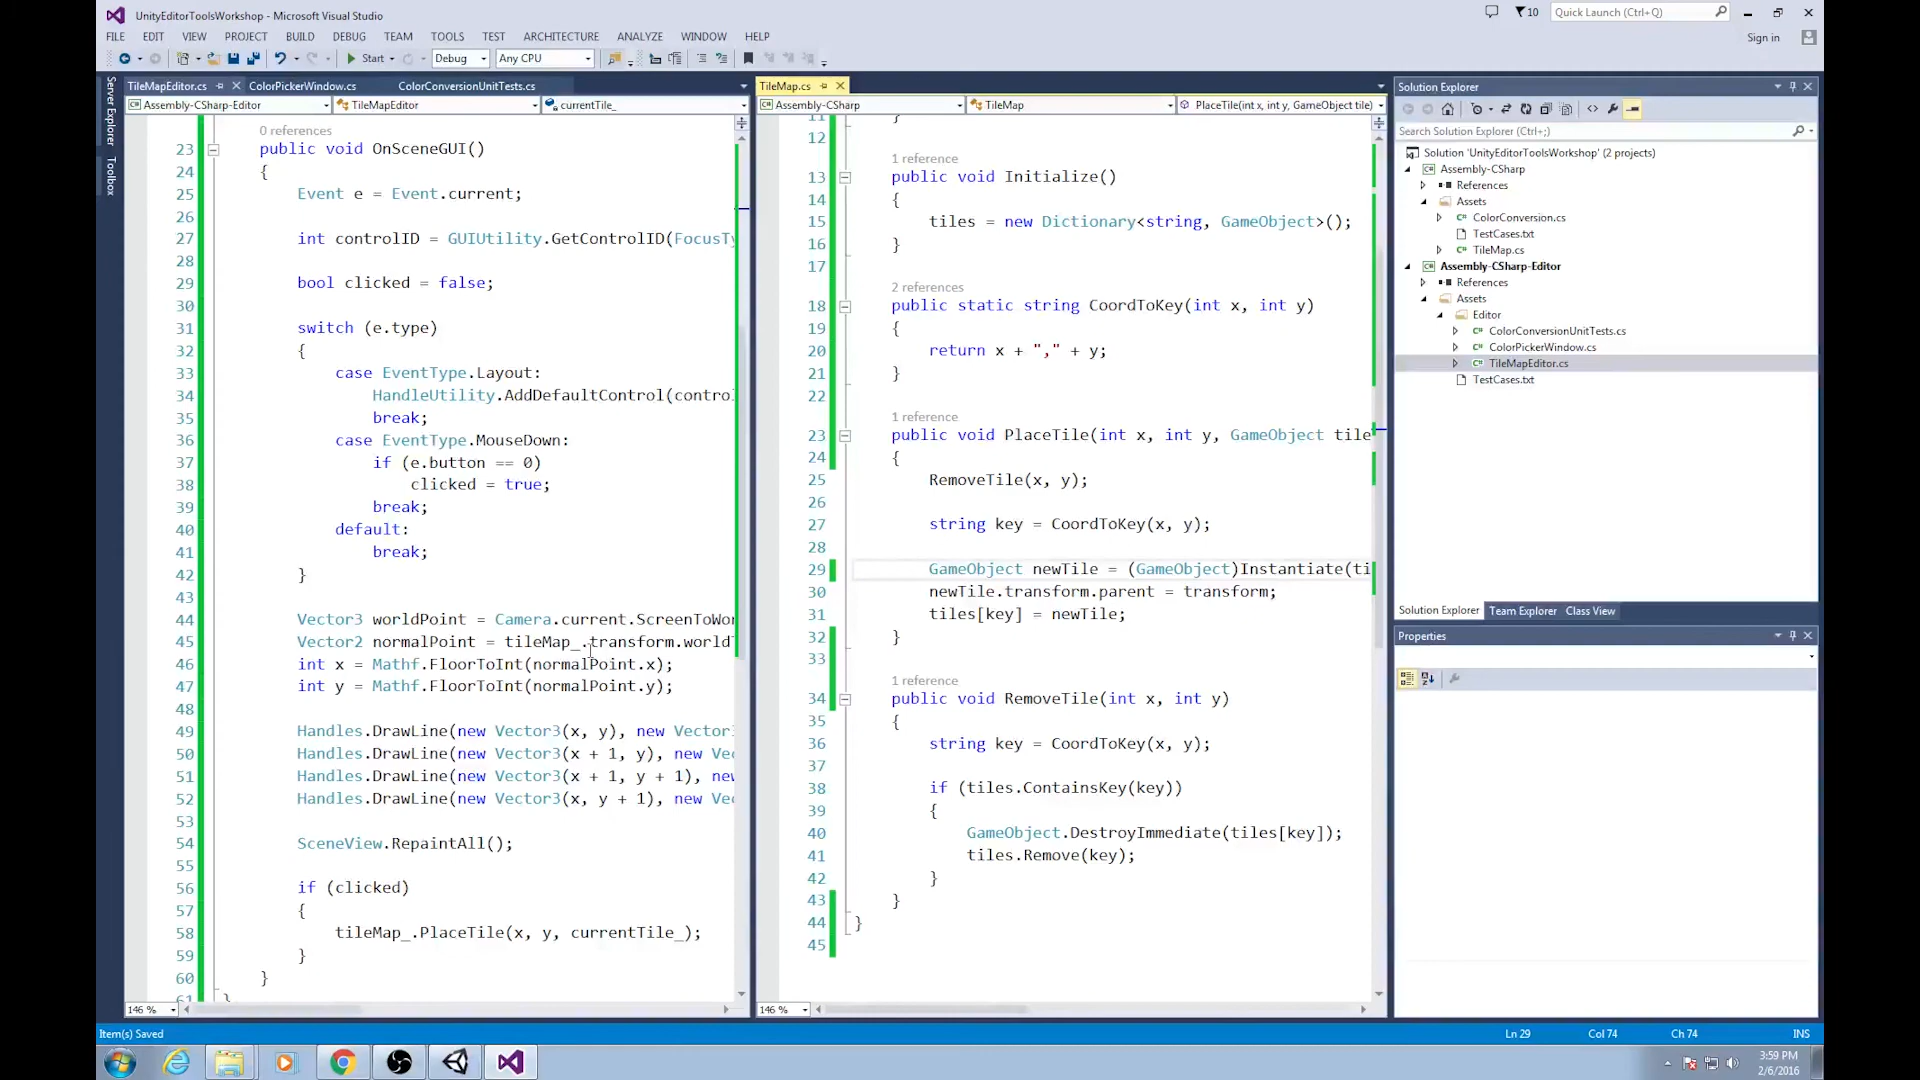 UnityEditorToolsWorkshop - Microsoft Visual Studio
10
Quick Launch (Ctrl+Q)
FILE EDIT VIEW PROJECT BUILD DEBUG TEAM TOOLS TEST ARCHITECTURE ANALYZE WINDOW HELP
Sign in
Start Debug Any CPU
Server Explorer
Toolbox
TileMapEditor.cs ColorPickerWindow.cs ColorConversionUnitTests.cs
Assembly-CSharp-Editor TileMapEditor currentTile_
0 references
23 public void OnSceneGUI()
24 {
25 Event e = Event.current;
26
27 int controlID = GUIUtility.GetControlID(FocusTy
28
29 bool clicked = false;
30
31 switch (e.type)
32 {
33 case EventType.Layout:
34 HandleUtility.AddDefaultControl(contro
35 break;
36 case EventType.MouseDown:
37 if (e.button == 0)
38 clicked = true;
39 break;
40 default:
41 break;
42 }
43
44 Vector3 worldPoint = Camera.current.ScreenToWor
45 Vector2 normalPoint = tileMap_.transform.world
46 int x = Mathf.FloorToInt(normalPoint.x);
47 int y = Mathf.FloorToInt(normalPoint.y);
48
49 Handles.DrawLine(new Vector3(x, y), new Vector
50 Handles.DrawLine(new Vector3(x + 1, y), new Vec
51 Handles.DrawLine(new Vector3(x + 1, y + 1), new
52 Handles.DrawLine(new Vector3(x, y + 1), new Vec
53
54 SceneView.RepaintAll();
55
56 if (clicked)
57 {
58 tileMap_.PlaceTile(x, y, currentTile_);
59 }
60 }
61 }
146 %
TileMap.cs
Assembly-CSharp TileMap PlaceTile(int x, int y, GameObject tile)
11 }
12
1 reference
13 public void Initialize()
14 {
15 tiles = new Dictionary<string, GameObject>();
16 }
17
2 references
18 public static string CoordToKey(int x, int y)
19 {
20 return x + "," + y;
21 }
22
1 reference
23 public void PlaceTile(int x, int y, GameObject tile
24 {
25 RemoveTile(x, y);
26
27 string key = CoordToKey(x, y);
28
29 GameObject newTile = (GameObject)Instantiate(ti
30 newTile.transform.parent = transform;
31 tiles[key] = newTile;
32 }
33
1 reference
34 public void RemoveTile(int x, int y)
35 {
36 string key = CoordToKey(x, y);
37
38 if (tiles.ContainsKey(key))
39 {
40 GameObject.DestroyImmediate(tiles[key]);
41 tiles.Remove(key);
42 }
43 }
44 }
45
146 %
Solution Explorer
Search Solution Explorer (Ctrl+;)
Solution 'UnityEditorToolsWorkshop' (2 projects)
Assembly-CSharp
References
Assets
ColorConversion.cs
TestCases.txt
TileMap.cs
Assembly-CSharp-Editor
References
Assets
Editor
ColorConversionUnitTests.cs
ColorPickerWindow.cs
TileMapEditor.cs
TestCases.txt
Solution Explorer Team Explorer Class View
Properties
Item(s) Saved
Ln 29 Col 74 Ch 74 INS
3:59 PM
2/6/2016